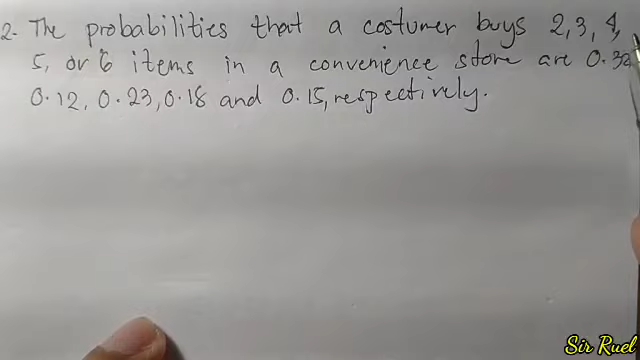 2. The probabilities that a costumer buys 2, 3, 4,
5, or 6 items in a convenience store are 0.32
0.12, 0.23, 0.18 and 0.15, respectively.
Sir Ruel